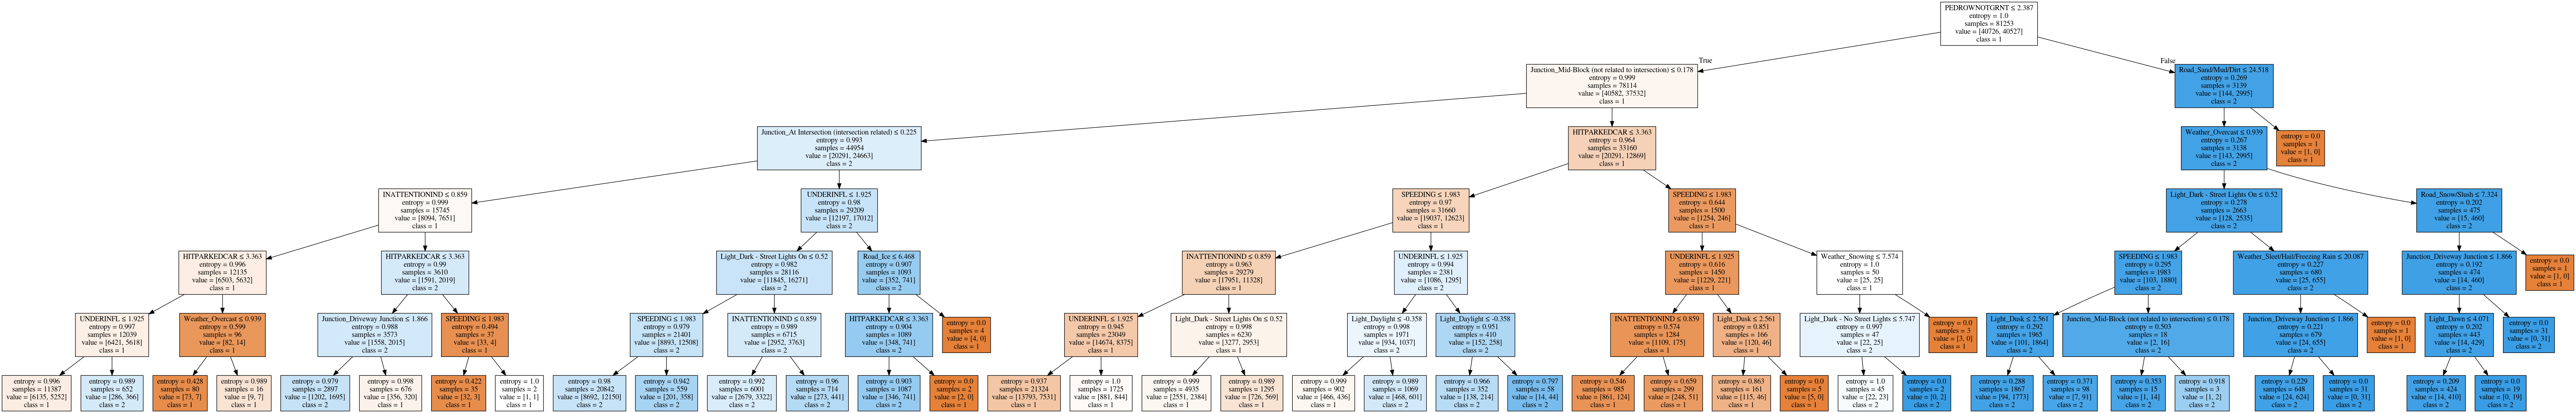 PEDROWNOTGRNT ≤ 2.387
entropy = 1.0
samples = 81253
value = [40726, 40527]
class = 1
True
False
Junction_Mid-Block (not related to intersection) ≤ 0.178
entropy = 0.999
samples = 78114
value = [40582, 37532]
class = 1
Road_Sand/Mud/Dirt ≤ 24.518
entropy = 0.269
samples = 3139
value = [144, 2995]
class = 2
Junction_At Intersection (intersection related) ≤ 0.225
entropy = 0.993
samples = 44954
value = [20291, 24663]
class = 2
HITPARKEDCAR ≤ 3.363
entropy = 0.964
samples = 33160
value = [20291, 12869]
class = 1
Weather_Overcast ≤ 0.939
entropy = 0.267
samples = 3138
value = [143, 2995]
class = 2
entropy = 0.0
samples = 1
value = [1, 0]
class = 1
INATTENTIONIND ≤ 0.859
entropy = 0.999
samples = 15745
value = [8094, 7651]
class = 1
UNDERINFL ≤ 1.925
entropy = 0.98
samples = 29209
value = [12197, 17012]
class = 2
SPEEDING ≤ 1.983
entropy = 0.97
samples = 31660
value = [19037, 12623]
class = 1
SPEEDING ≤ 1.983
entropy = 0.644
samples = 1500
value = [1254, 246]
class = 1
Light_Dark - Street Lights On ≤ 0.52
entropy = 0.278
samples = 2663
value = [128, 2535]
class = 2
Road_Snow/Slush ≤ 7.324
entropy = 0.202
samples = 475
value = [15, 460]
class = 2
HITPARKEDCAR ≤ 3.363
entropy = 0.996
samples = 12135
value = [6503, 5632]
class = 1
HITPARKEDCAR ≤ 3.363
entropy = 0.99
samples = 3610
value = [1591, 2019]
class = 2
Light_Dark - Street Lights On ≤ 0.52
entropy = 0.982
samples = 28116
value = [11845, 16271]
class = 2
Road_Ice ≤ 6.468
entropy = 0.907
samples = 1093
value = [352, 741]
class = 2
INATTENTIONIND ≤ 0.859
entropy = 0.963
samples = 29279
value = [17951, 11328]
class = 1
UNDERINFL ≤ 1.925
entropy = 0.994
samples = 2381
value = [1086, 1295]
class = 2
UNDERINFL ≤ 1.925
entropy = 0.616
samples = 1450
value = [1229, 221]
class = 1
Weather_Snowing ≤ 7.574
entropy = 1.0
samples = 50
value = [25, 25]
class = 1
SPEEDING ≤ 1.983
entropy = 0.295
samples = 1983
value = [103, 1880]
class = 2
Weather_Sleet/Hail/Freezing Rain ≤ 20.087
entropy = 0.227
samples = 680
value = [25, 655]
class = 2
Junction_Driveway Junction ≤ 1.866
entropy = 0.192
samples = 474
value = [14, 460]
class = 2
entropy = 0.0
samples = 1
value = [1, 0]
class = 1
UNDERINFL ≤ 1.925
entropy = 0.997
samples = 12039
value = [6421, 5618]
class = 1
Weather_Overcast ≤ 0.939
entropy = 0.599
samples = 96
value = [82, 14]
class = 1
Junction_Driveway Junction ≤ 1.866
entropy = 0.988
samples = 3573
value = [1558, 2015]
class = 2
SPEEDING ≤ 1.983
entropy = 0.494
samples = 37
value = [33, 4]
class = 1
SPEEDING ≤ 1.983
entropy = 0.979
samples = 21401
value = [8893, 12508]
class = 2
INATTENTIONIND ≤ 0.859
entropy = 0.989
samples = 6715
value = [2952, 3763]
class = 2
HITPARKEDCAR ≤ 3.363
entropy = 0.904
samples = 1089
value = [348, 741]
class = 2
entropy = 0.0
samples = 4
value = [4, 0]
class = 1
UNDERINFL ≤ 1.925
entropy = 0.945
samples = 23049
value = [14674, 8375]
class = 1
Light_Dark - Street Lights On ≤ 0.52
entropy = 0.998
samples = 6230
value = [3277, 2953]
class = 1
Light_Daylight ≤ -0.358
entropy = 0.998
samples = 1971
value = [934, 1037]
class = 2
Light_Daylight ≤ -0.358
entropy = 0.951
samples = 410
value = [152, 258]
class = 2
INATTENTIONIND ≤ 0.859
entropy = 0.574
samples = 1284
value = [1109, 175]
class = 1
Light_Dusk ≤ 2.561
entropy = 0.851
samples = 166
value = [120, 46]
class = 1
Light_Dark - No Street Lights ≤ 5.747
entropy = 0.997
samples = 47
value = [22, 25]
class = 2
entropy = 0.0
samples = 3
value = [3, 0]
class = 1
Light_Dusk ≤ 2.561
entropy = 0.292
samples = 1965
value = [101, 1864]
class = 2
Junction_Mid-Block (not related to intersection) ≤ 0.178
entropy = 0.503
samples = 18
value = [2, 16]
class = 2
Junction_Driveway Junction ≤ 1.866
entropy = 0.221
samples = 679
value = [24, 655]
class = 2
entropy = 0.0
samples = 1
value = [1, 0]
class = 1
Light_Dawn ≤ 4.071
entropy = 0.202
samples = 443
value = [14, 429]
class = 2
entropy = 0.0
samples = 31
value = [0, 31]
class = 2
entropy = 0.996
samples = 11387
value = [6135, 5252]
class = 1
entropy = 0.989
samples = 652
value = [286, 366]
class = 2
entropy = 0.428
samples = 80
value = [73, 7]
class = 1
entropy = 0.989
samples = 16
value = [9, 7]
class = 1
entropy = 0.979
samples = 2897
value = [1202, 1695]
class = 2
entropy = 0.998
samples = 676
value = [356, 320]
class = 1
entropy = 0.422
samples = 35
value = [32, 3]
class = 1
entropy = 1.0
samples = 2
value = [1, 1]
class = 1
entropy = 0.98
samples = 20842
value = [8692, 12150]
class = 2
entropy = 0.942
samples = 559
value = [201, 358]
class = 2
entropy = 0.992
samples = 6001
value = [2679, 3322]
class = 2
entropy = 0.96
samples = 714
value = [273, 441]
class = 2
entropy = 0.903
samples = 1087
value = [346, 741]
class = 2
entropy = 0.0
samples = 2
value = [2, 0]
class = 1
entropy = 0.937
samples = 21324
value = [13793, 7531]
class = 1
entropy = 1.0
samples = 1725
value = [881, 844]
class = 1
entropy = 0.999
samples = 4935
value = [2551, 2384]
class = 1
entropy = 0.989
samples = 1295
value = [726, 569]
class = 1
entropy = 0.999
samples = 902
value = [466, 436]
class = 1
entropy = 0.989
samples = 1069
value = [468, 601]
class = 2
entropy = 0.966
samples = 352
value = [138, 214]
class = 2
entropy = 0.797
samples = 58
value = [14, 44]
class = 2
entropy = 0.546
samples = 985
value = [861, 124]
class = 1
entropy = 0.659
samples = 299
value = [248, 51]
class = 1
entropy = 0.863
samples = 161
value = [115, 46]
class = 1
entropy = 0.0
samples = 5
value = [5, 0]
class = 1
entropy = 1.0
samples = 45
value = [22, 23]
class = 2
entropy = 0.0
samples = 2
value = [0, 2]
class = 2
entropy = 0.288
samples = 1867
value = [94, 1773]
class = 2
entropy = 0.371
samples = 98
value = [7, 91]
class = 2
entropy = 0.353
samples = 15
value = [1, 14]
class = 2
entropy = 0.918
samples = 3
value = [1, 2]
class = 2
entropy = 0.229
samples = 648
value = [24, 624]
class = 2
entropy = 0.0
samples = 31
value = [0, 31]
class = 2
entropy = 0.209
samples = 424
value = [14, 410]
class = 2
entropy = 0.0
samples = 19
value = [0, 19]
class = 2